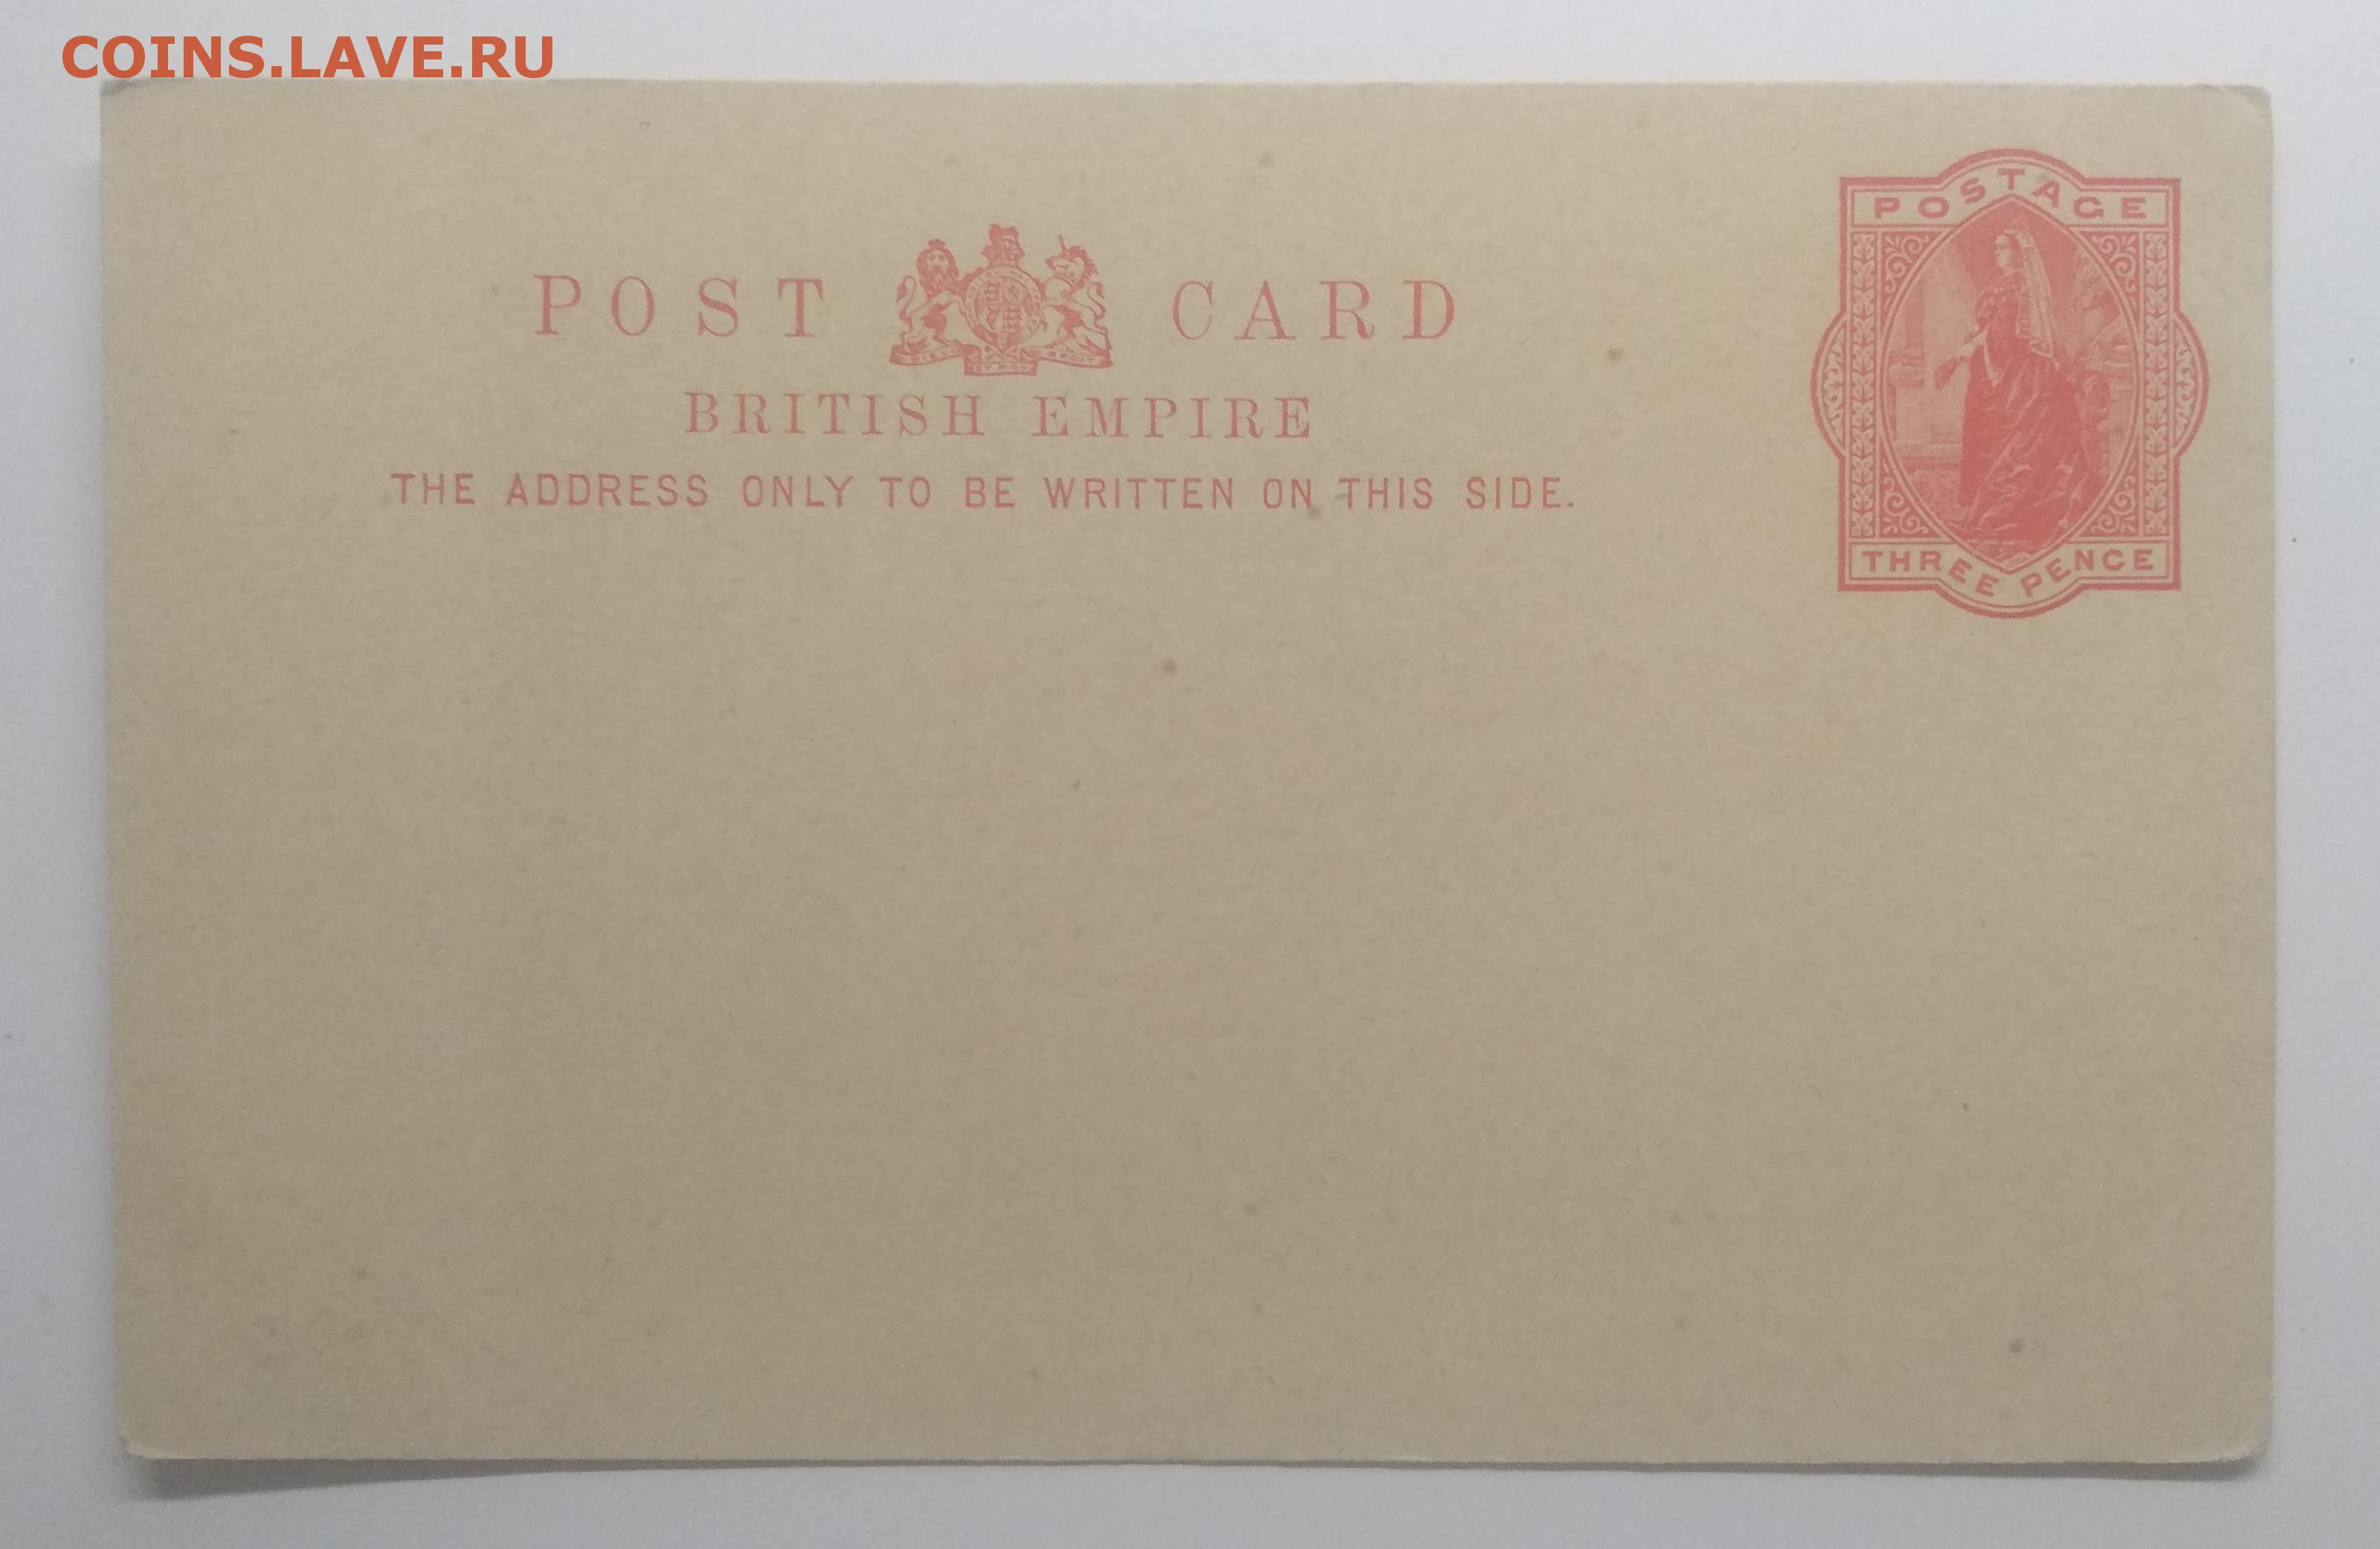 COINS.LAVE.RU
POSTAGE
POST CARD
BRITISH EMPIRE
THE ADDRESS ONLY TO BE WRITTEN ON THIS SIDE.
THREE PENCE